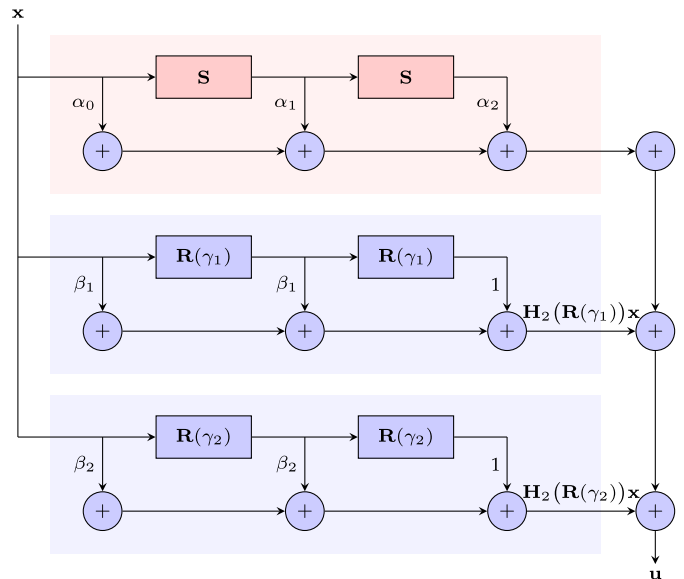 x
S
S
α₀
α₁
α₂
+
+
+
+
R(γ₁)
R(γ₁)
β₁
β₁
1
H₂(R(γ₁))x
+
+
+
+
R(γ₂)
R(γ₂)
β₂
β₂
1
H₂(R(γ₂))x
+
+
+
+
u